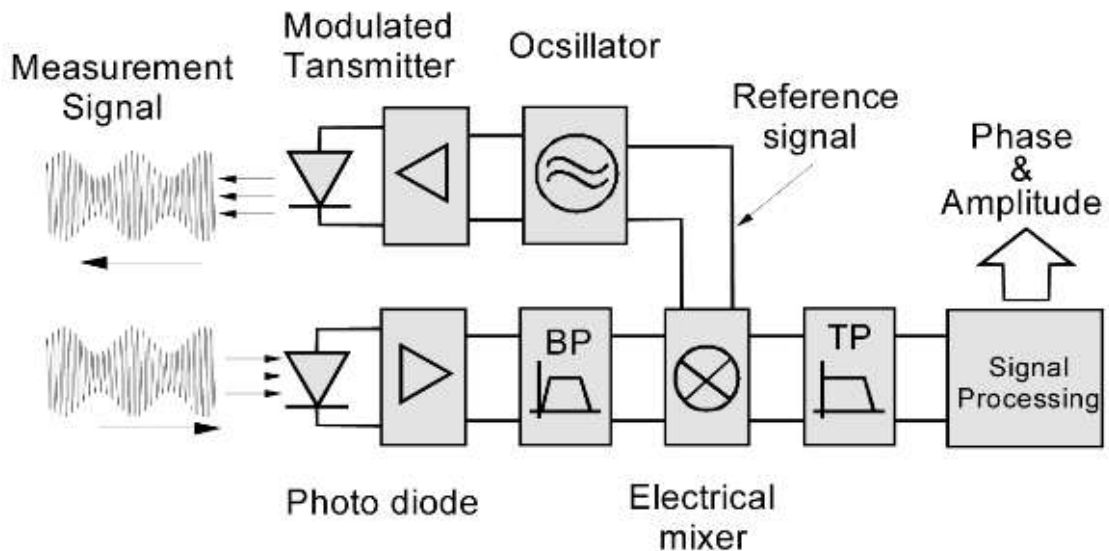 Measurement
Signal
Modulated
Tansmitter
Ocsillator
Reference
signal
Phase
&
Amplitude
BP
TP
Signal
Processing
Photo diode
Electrical
mixer